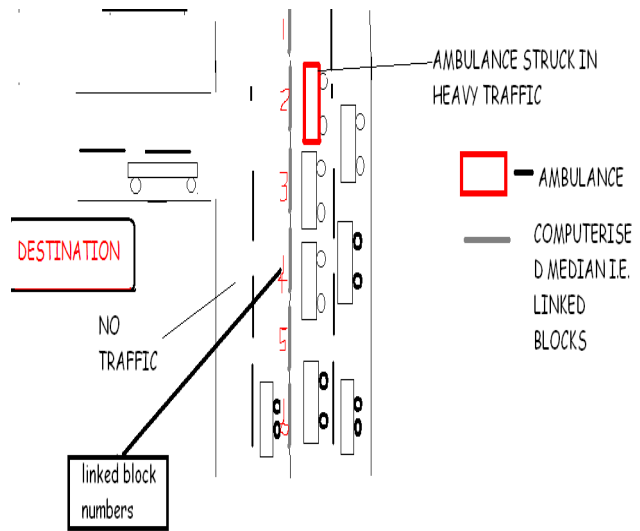 AMBULANCE STRUCK IN
HEAVY TRAFFIC
2
AMBULANCE
3
COMPUTERISE
D MEDIAN I.E.
LINKED
BLOCKS
DESTINATION
4
NO
TRAFFIC
5
6
linked block
numbers